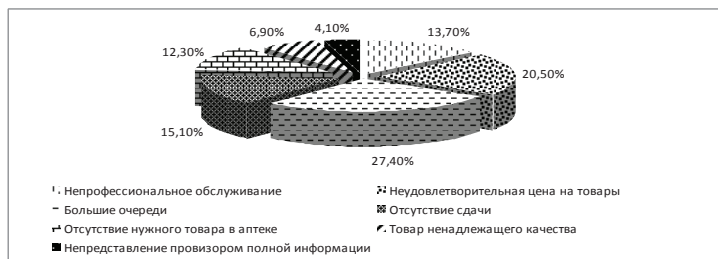 6,90%
4,10%
13,70%
12,30%
20,50%
15,10%
27,40%
Непрофессиональное обслуживание
Неудовлетворительная цена на товары
Большие очереди
Отсутствие сдачи
Отсутствие нужного товара в аптеке
Товар ненадлежащего качества
Непредставление провизором полной информации